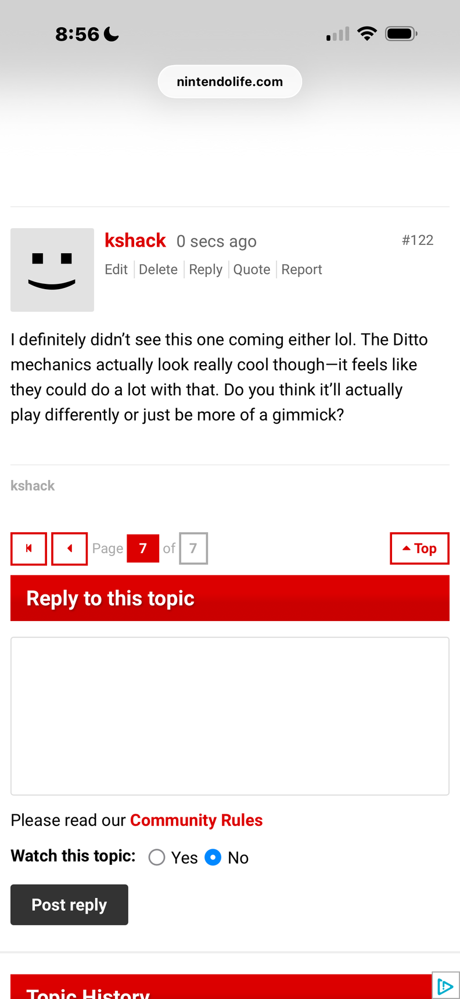 8:56
nintendolife.com
kshack 0 secs ago #122
Edit Delete Reply Quote Report
I definitely didn’t see this one coming either lol. The Ditto
mechanics actually look really cool though—it feels like
they could do a lot with that. Do you think it’ll actually
play differently or just be more of a gimmick?
kshack
Page 7 of 7 Top
Reply to this topic
Please read our Community Rules
Watch this topic: Yes No
Post reply
Topic History